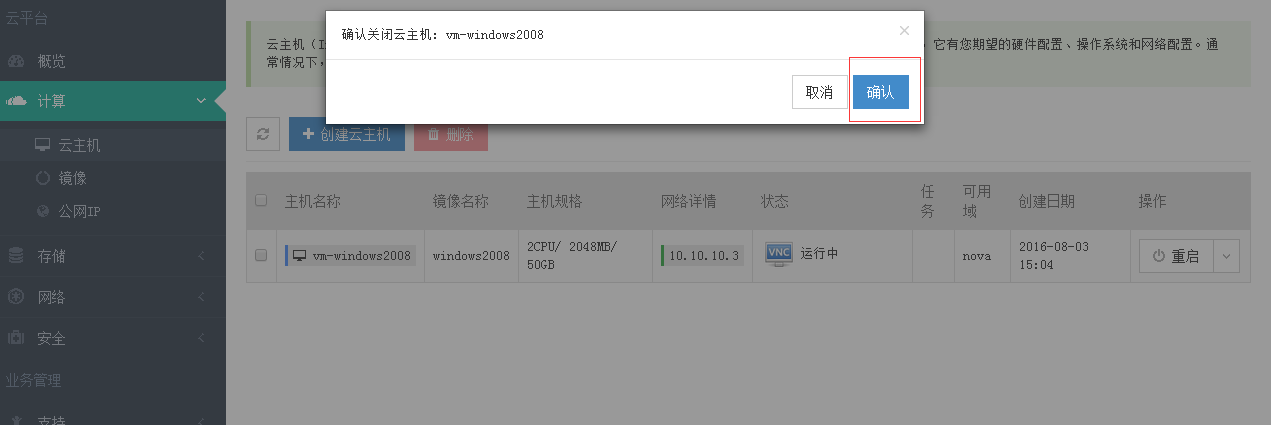 云平台
概览
计算
云主机
镜像
公网IP
存储
网络
安全
业务管理
支持
确认关闭云主机: vm-windows2008
×
取消
确认
云主机（I
，它有您期望的硬件配置、操作系统和网络配置。通
常情况下，
创建云主机
删除
主机名称 镜像名称 主机规格 网络详情 状态 任务 可用域 创建日期 操作
vm-windows2008 windows2008 2CPU/ 2048MB/ 50GB 10.10.10.3 VNC 运行中 nova 2016-08-03 15:04 重启